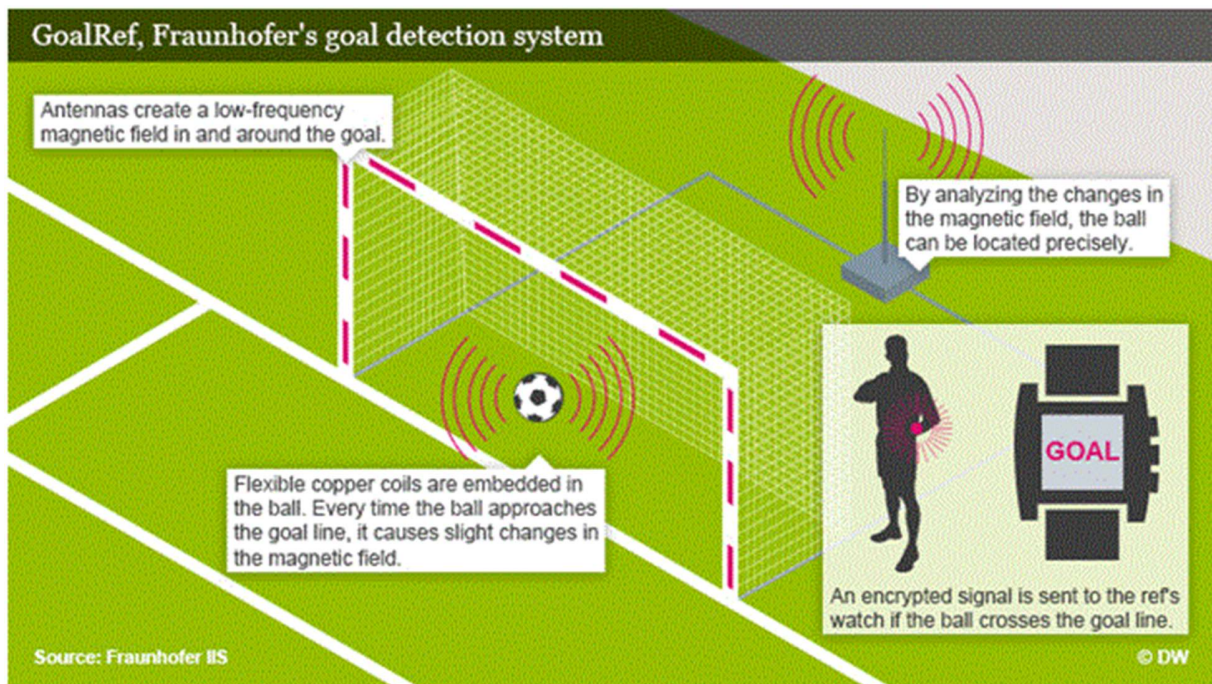 GoalRef, Fraunhofer's goal detection system
Antennas create a low-frequency
magnetic field in and around the goal.
By analyzing the changes in
the magnetic field, the ball
can be located precisely.
Flexible copper coils are embedded in
the ball. Every time the ball approaches
the goal line, it causes slight changes in
the magnetic field.
GOAL
An encrypted signal is sent to the ref's
watch if the ball crosses the goal line.
Source: Fraunhofer IIS
© DW